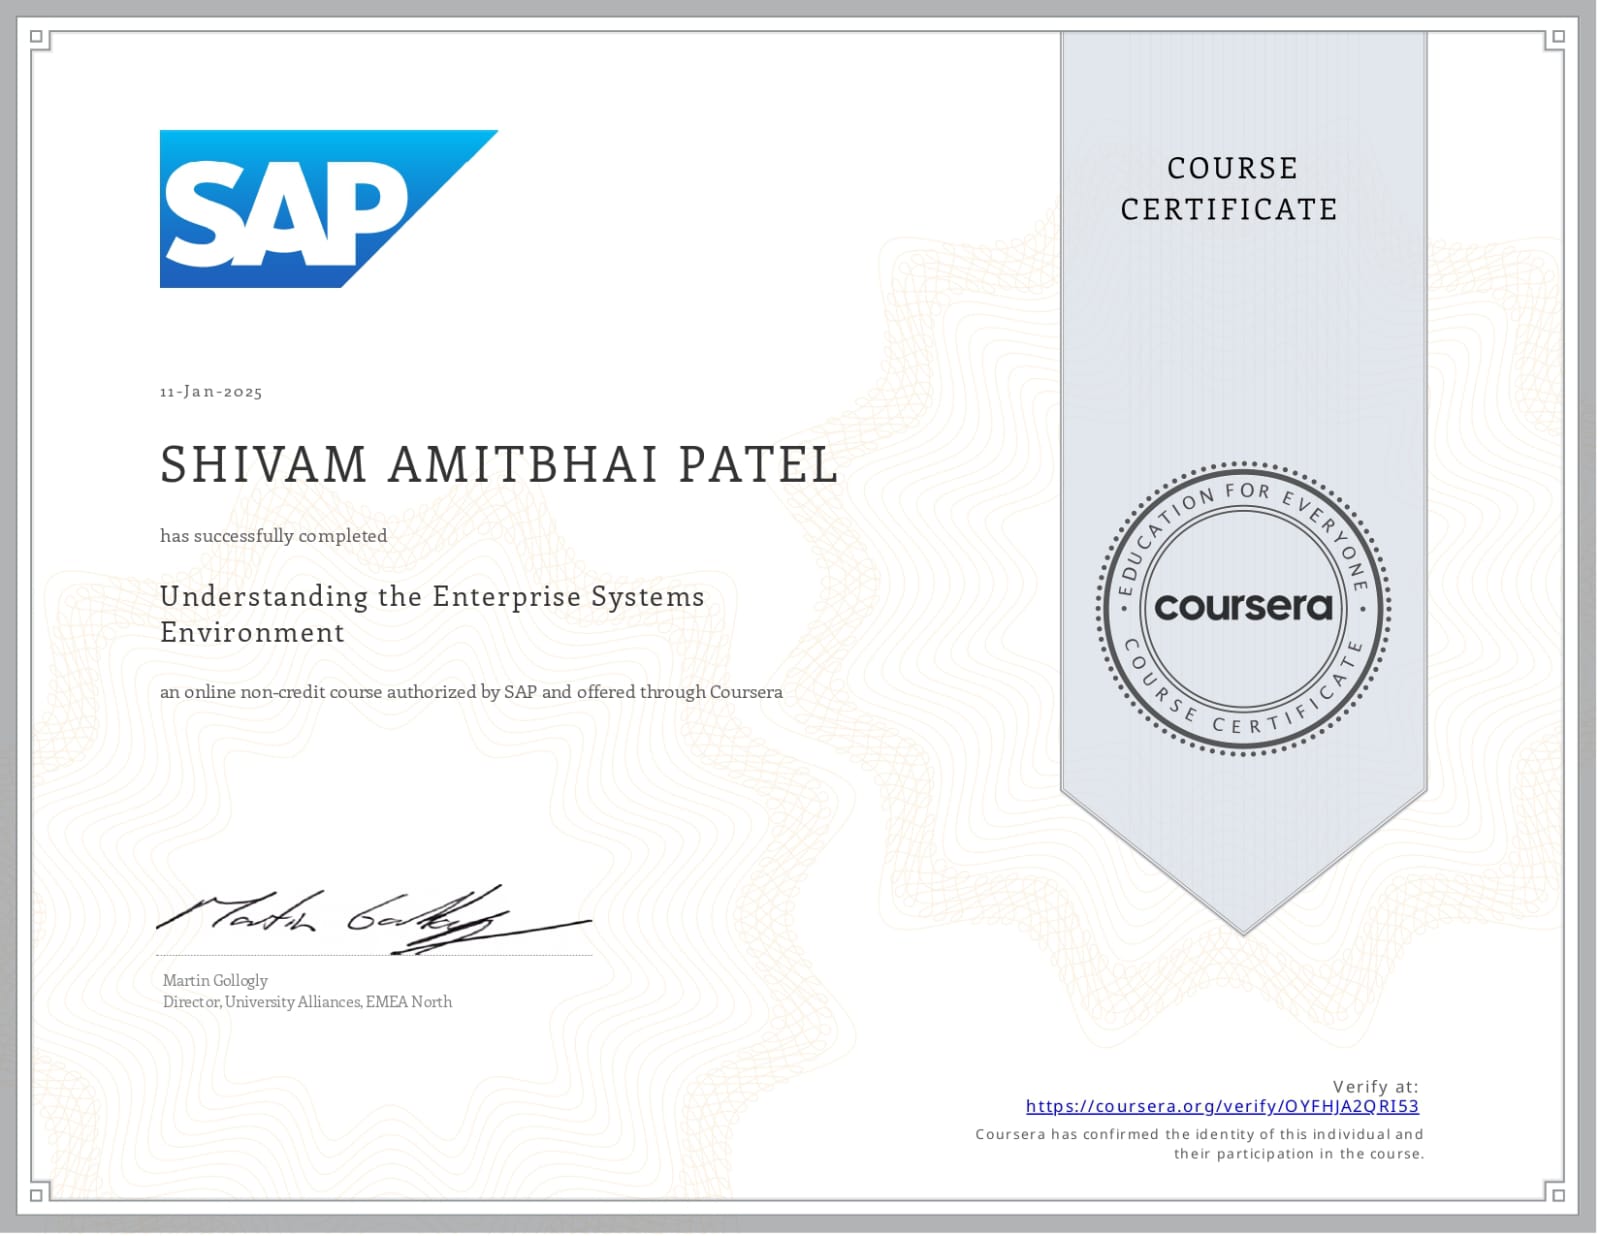 SAP
COURSE
CERTIFICATE
11-Jan-2025
SHIVAM AMITBHAI PATEL
has successfully completed
Understanding the Enterprise Systems
Environment
an online non-credit course authorized by SAP and offered through Coursera
EDUCATION FOR EVERYONE
coursera
COURSE CERTIFICATE
Martin Gollogly
Martin Gollogly
Director, University Alliances, EMEA North
Verify at:
https://coursera.org/verify/OYFHJA2QRI53
Coursera has confirmed the identity of this individual and
their participation in the course.